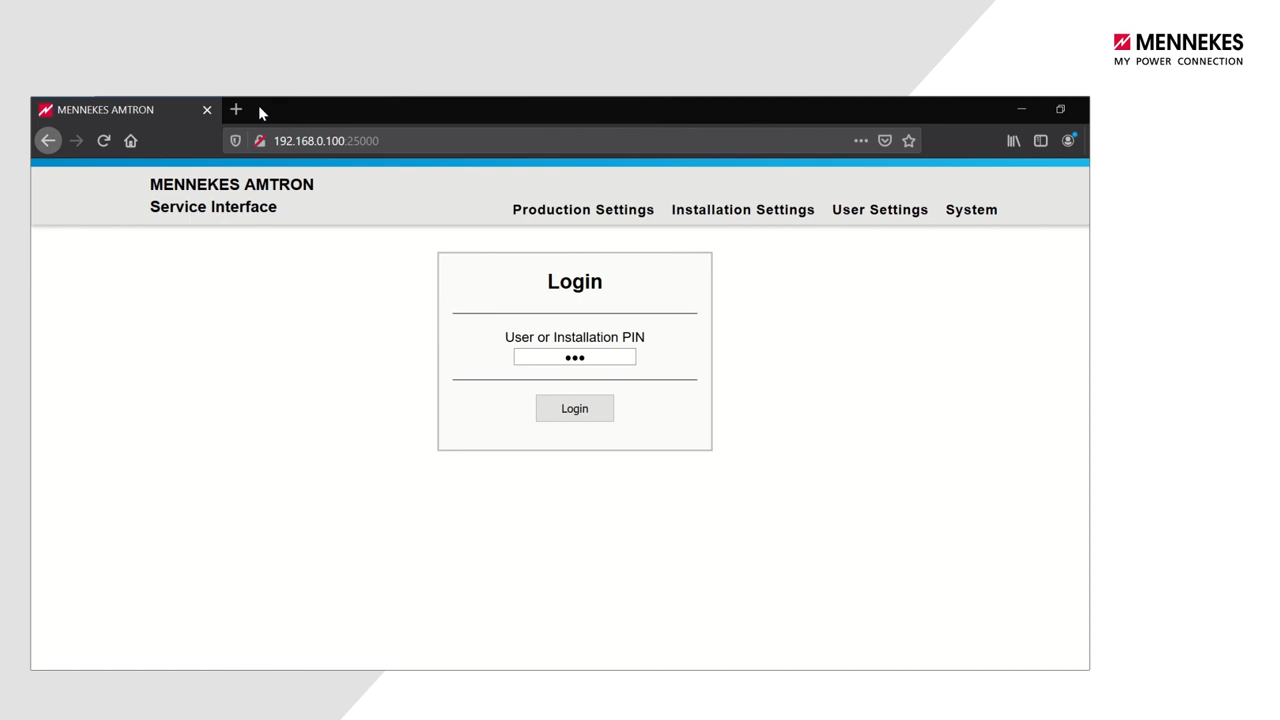 MENNEKES
MY POWER CONNECTION
MENNEKES AMTRON
192.168.0.100:25000
MENNEKES AMTRON
Service Interface
Production Settings
Installation Settings
User Settings
System
Login
User or Installation PIN
•••
Login